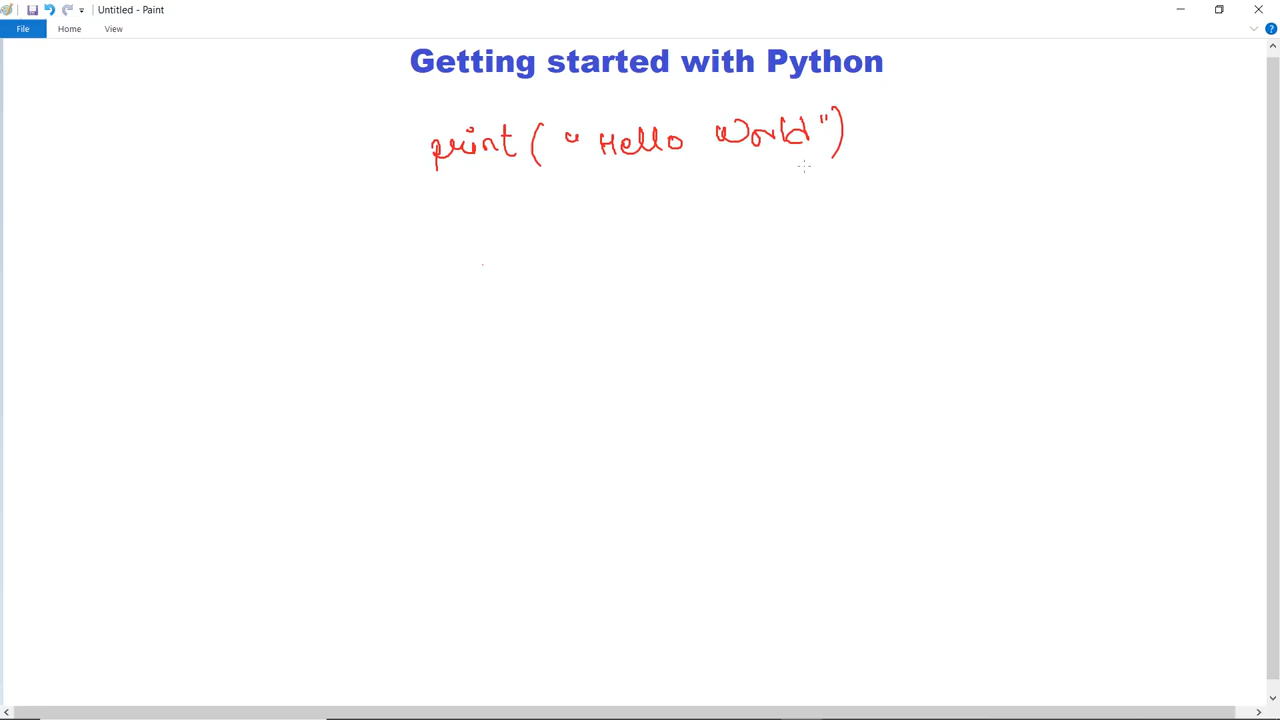 Untitled - Paint
File Home View
Getting started with Python
print ( " Hello World")